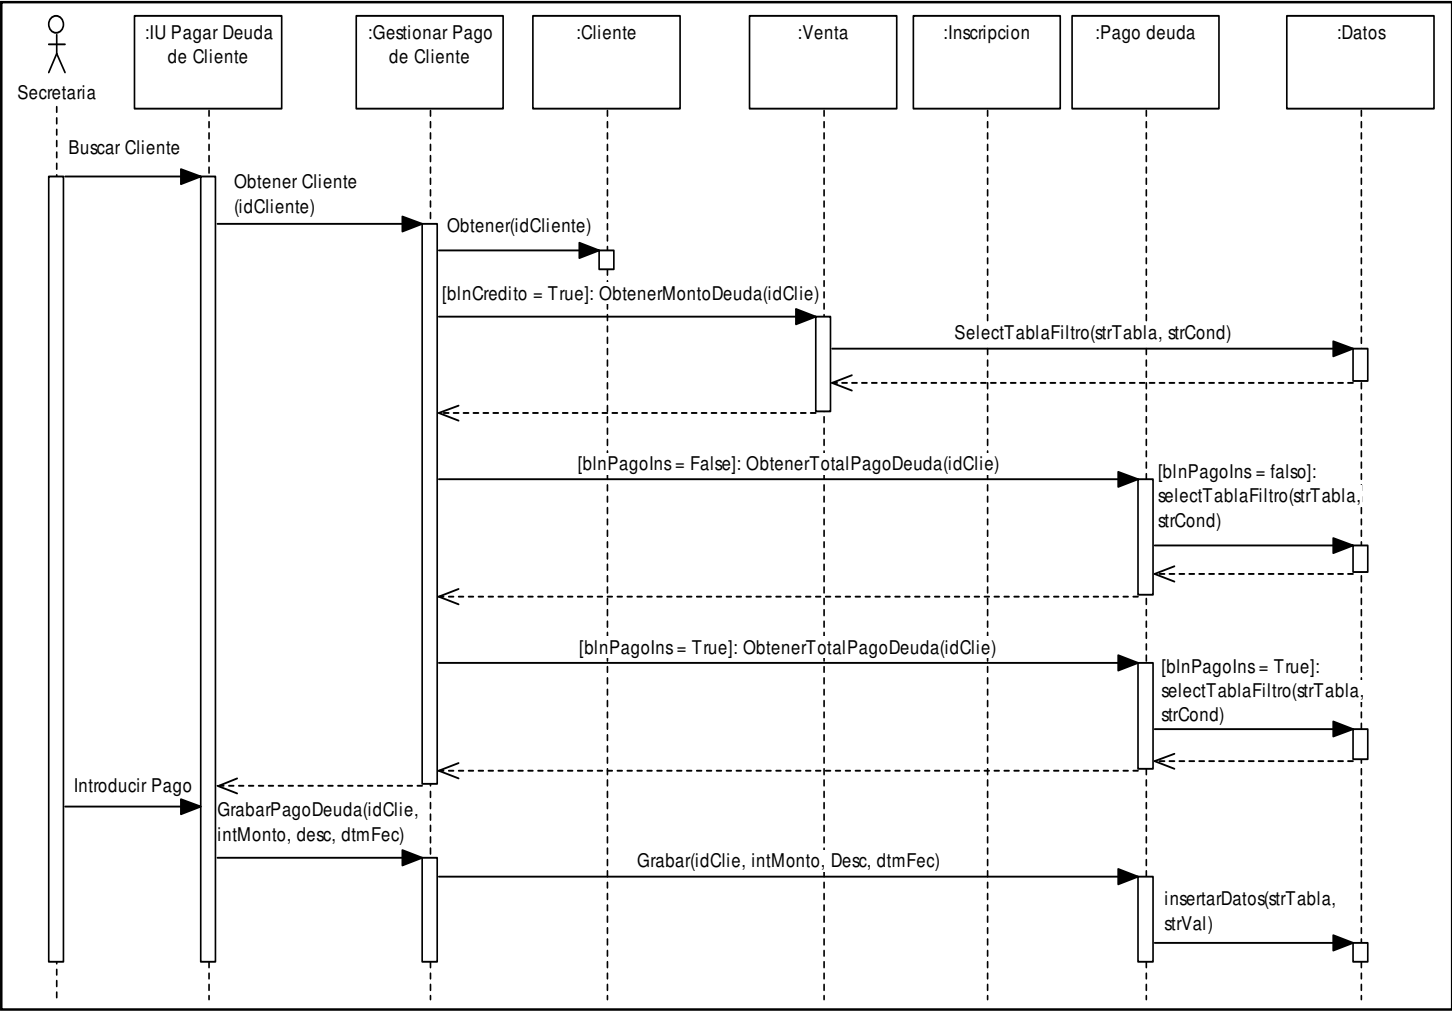 :IU Pagar Deuda
de Cliente
:Gestionar Pago
de Cliente
:Cliente
:Venta
:Inscripcion
:Pago deuda
:Datos
Secretaria
Buscar Cliente
Obtener Cliente
(idCliente)
Obtener(idCliente)
[blnCredito = True]: ObtenerMontoDeuda(idClie)
SelectTablaFiltro(strTabla, strCond)
[blnPagoIns = False]: ObtenerTotalPagoDeuda(idClie)
[blnPagoIns = falso]:
selectTablaFiltro(strTabla,
strCond)
[blnPagoIns = True]: ObtenerTotalPagoDeuda(idClie)
[blnPagoIns = True]:
selectTablaFiltro(strTabla,
strCond)
Introducir Pago
GrabarPagoDeuda(idClie,
intMonto, desc, dtmFec)
Grabar(idClie, intMonto, Desc, dtmFec)
insertarDatos(strTabla,
strVal)